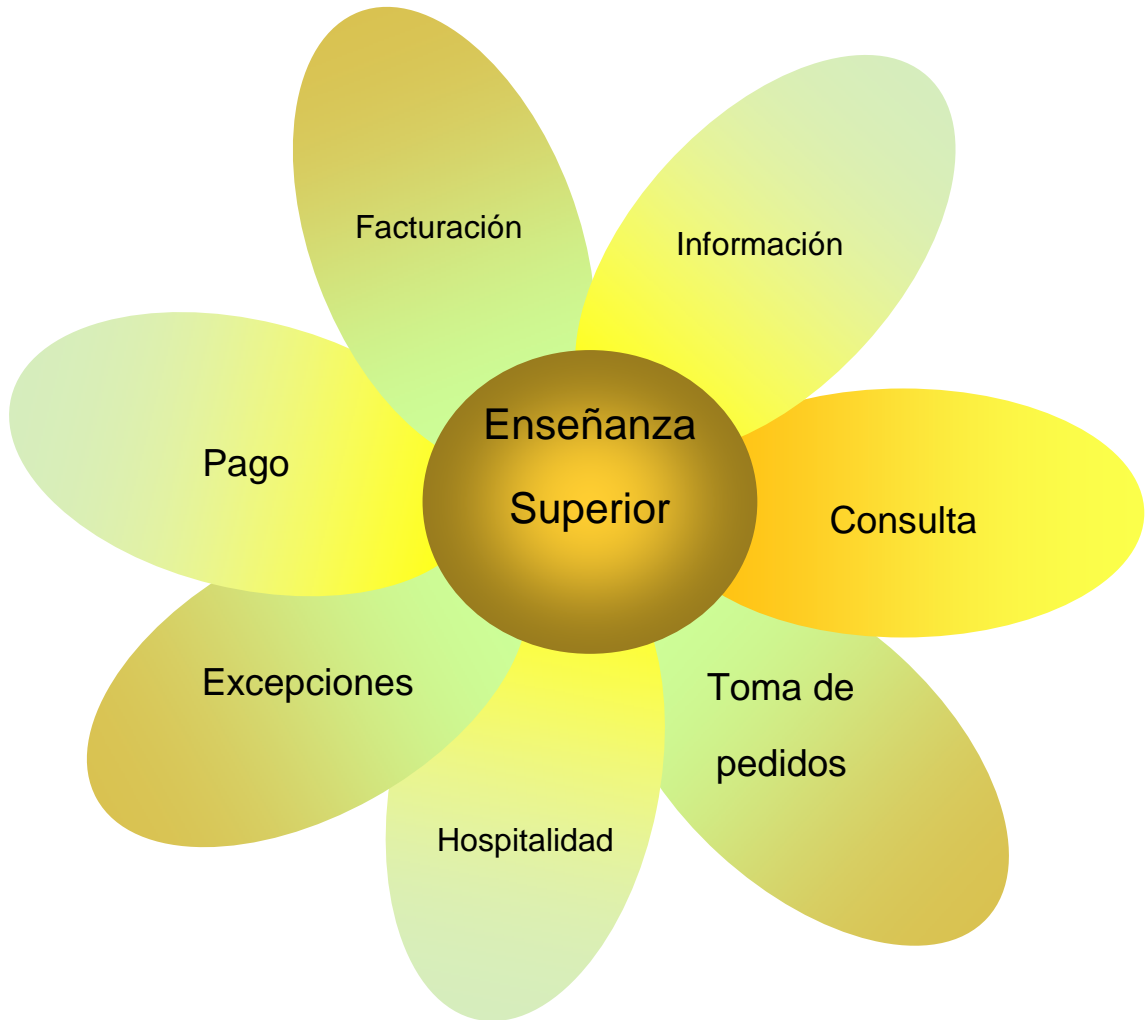 Facturación
Información
Enseñanza
Superior
Pago
Consulta
Excepciones
Toma de
pedidos
Hospitalidad